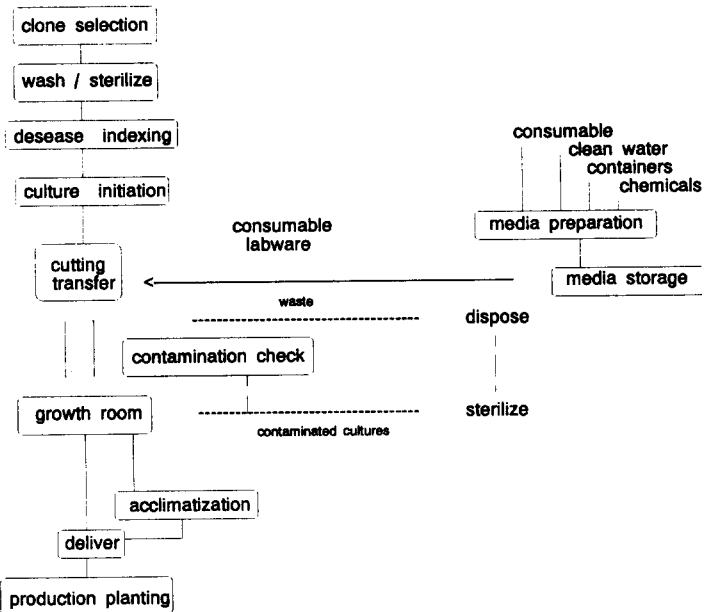 clone selection
wash / sterilize
desease indexing
culture initiation
cutting
transfer
consumable
labware
consumable
clean water
containers
chemicals
media preparation
media storage
waste
dispose
contamination check
growth room
contaminated cultures
sterilize
acclimatization
deliver
production planting